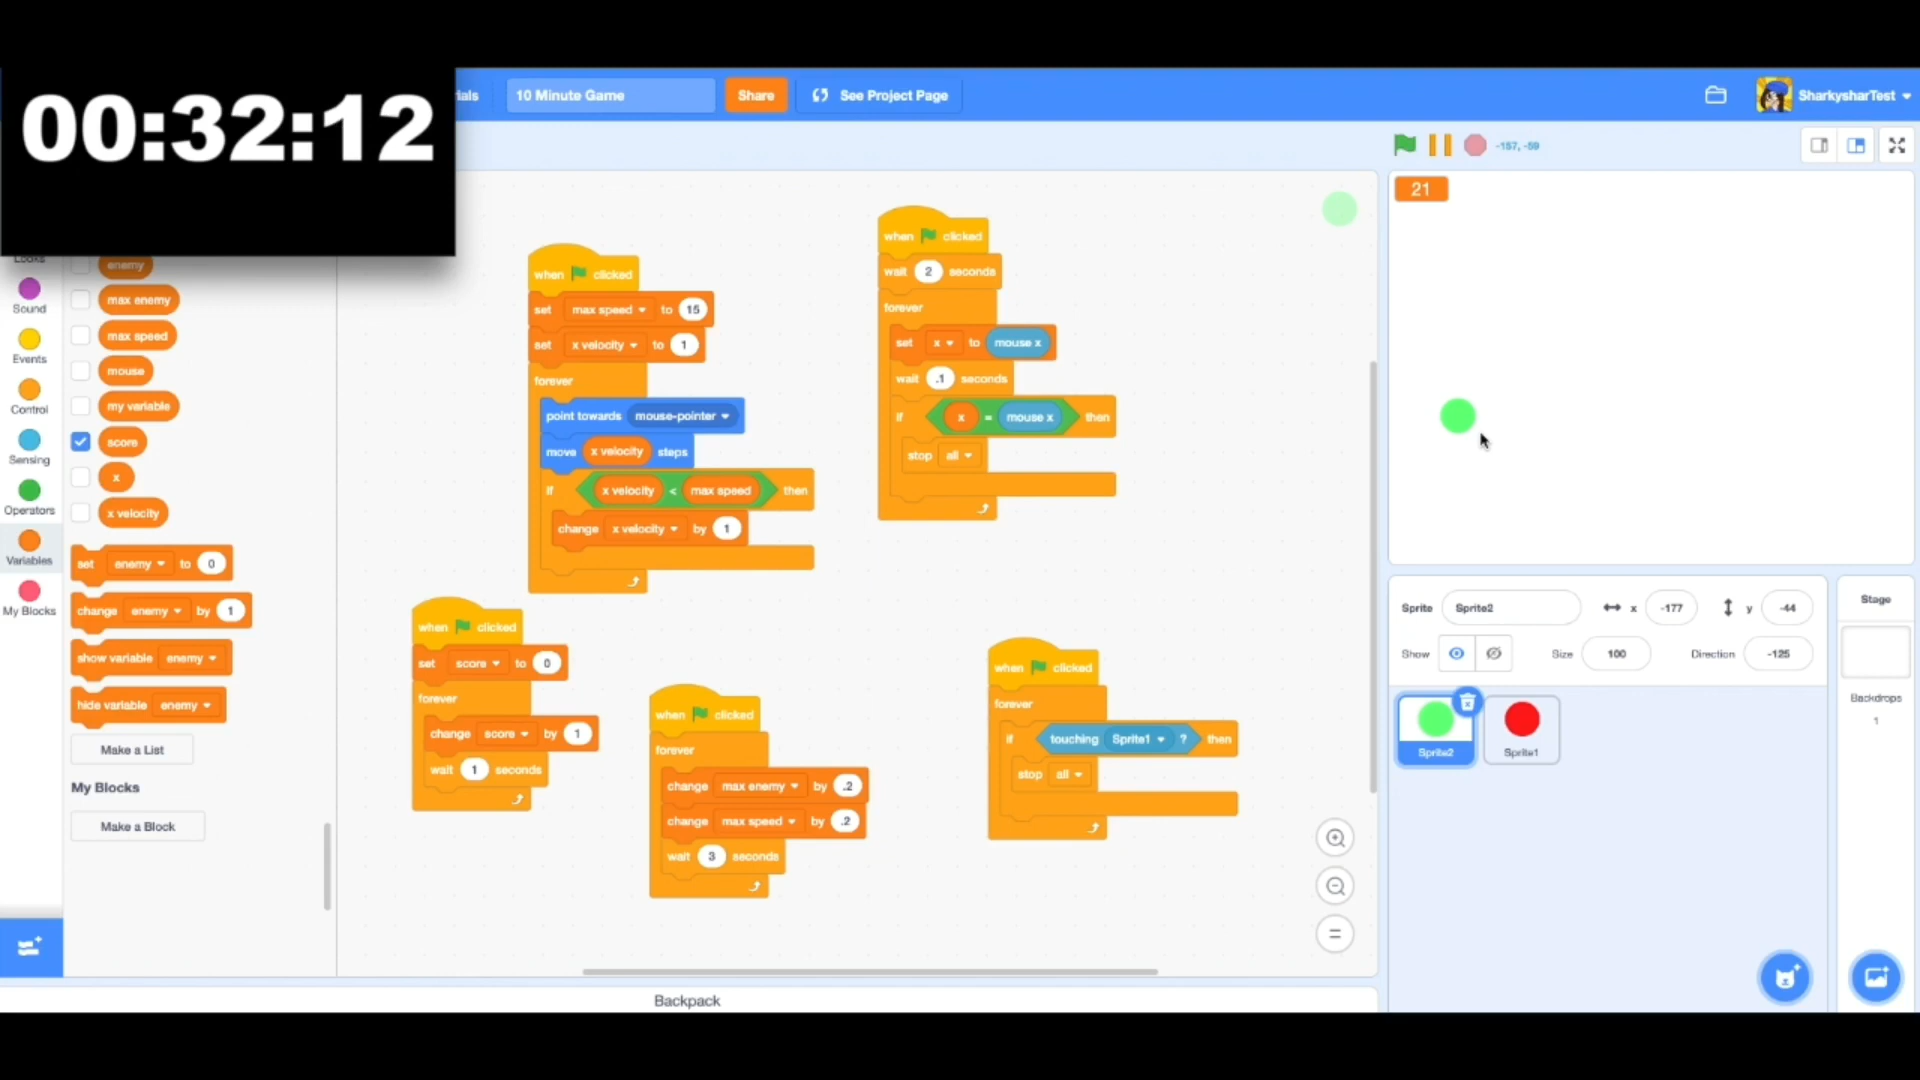 00:32:12
ials
10 Minute Game
Share
See Project Page
SharkysharTest
-157, -59
21
Looks
Sound
Events
Control
Sensing
Operators
Variables
My Blocks
enemy
max enemy
max speed
mouse
my variable
score
x
x velocity
set enemy to 0
change enemy by 1
show variable enemy
hide variable enemy
Make a List
My Blocks
Make a Block
when clicked
set max speed to 15
set x velocity to 1
forever
point towards mouse-pointer
move x velocity steps
if x velocity < max speed then
change x velocity by 1
when clicked
wait 2 seconds
forever
set x to mouse x
wait .1 seconds
if x = mouse x then
stop all
when clicked
set score to 0
forever
change score by 1
wait 1 seconds
when clicked
forever
change max enemy by .2
change max speed by .2
wait 3 seconds
when clicked
forever
if touching Sprite1 ? then
stop all
Backpack
Sprite Sprite2 x -177 y -44
Show Size 100 Direction -125
Sprite2
Sprite1
Stage
Backdrops
1